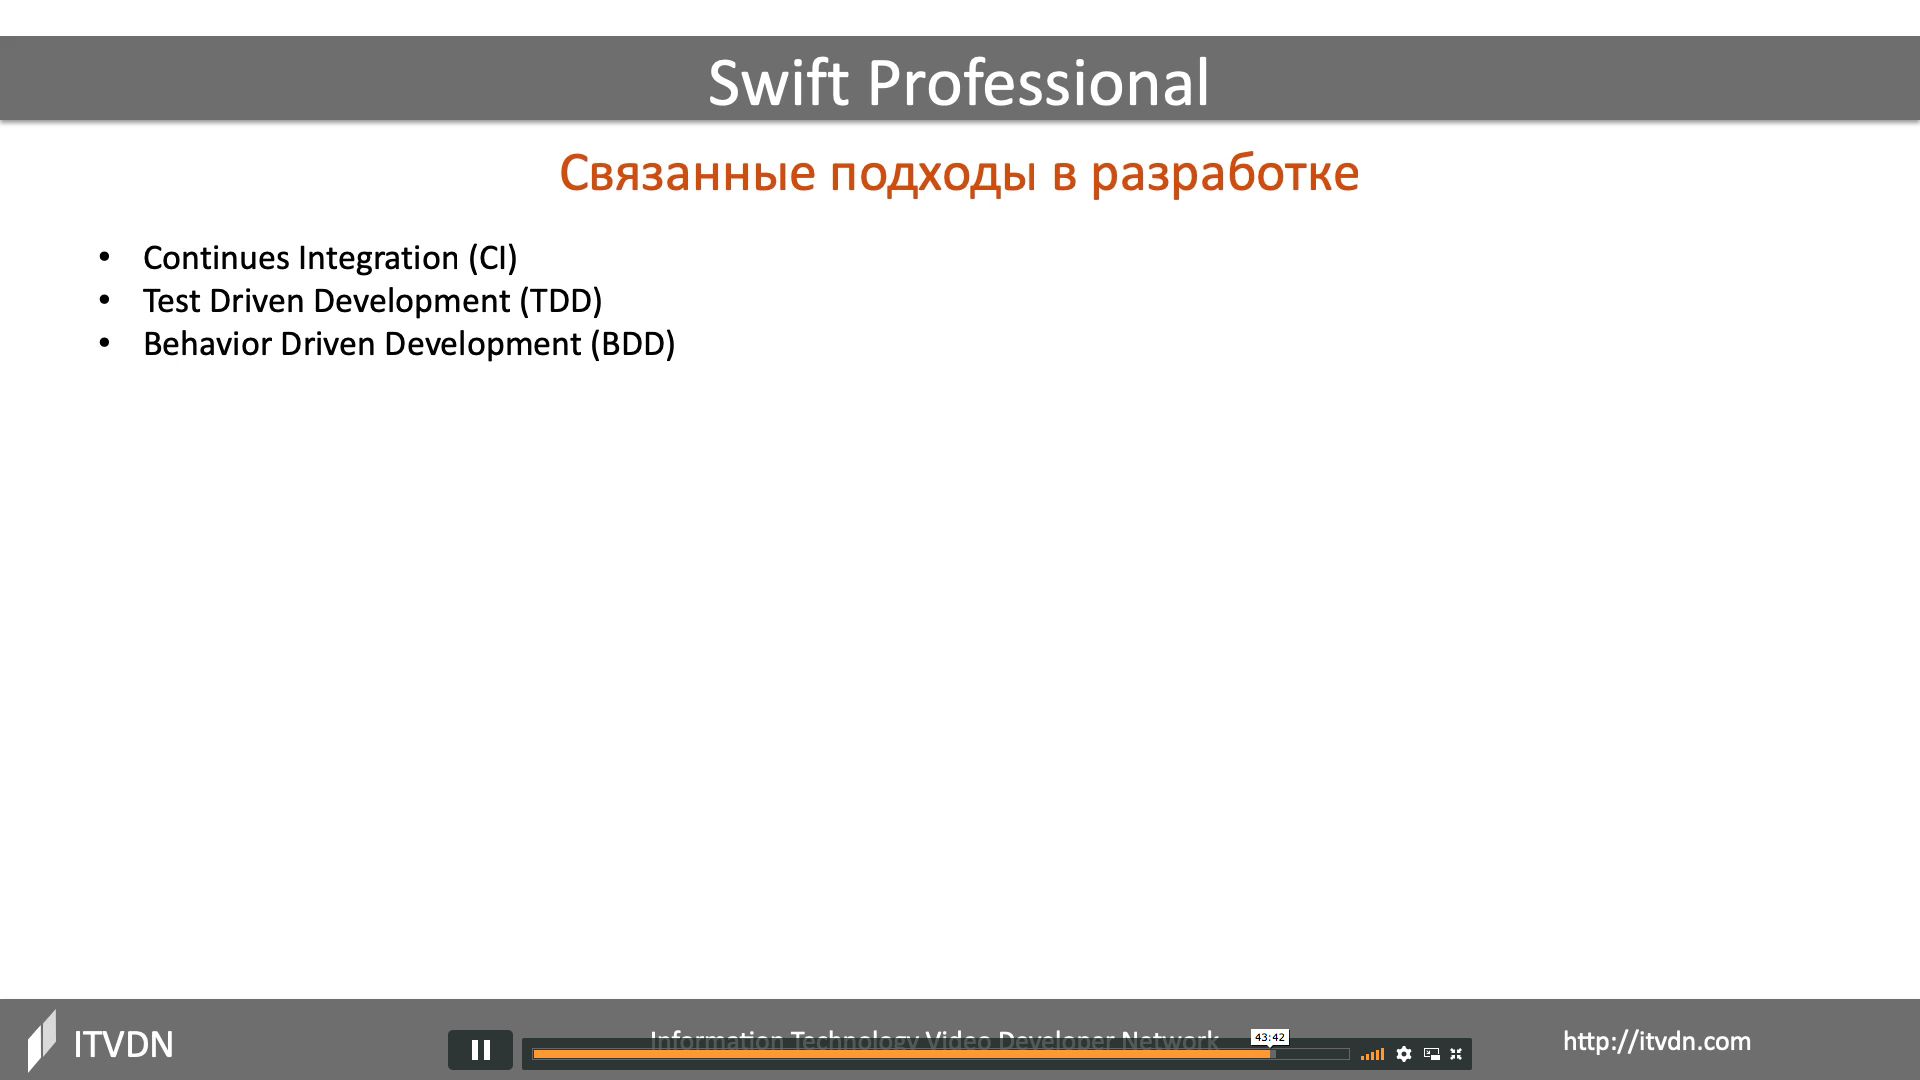 Swift Professional
Связанные подходы в разработке
• Continues Integration (CI)
• Test Driven Development (TDD)
• Behavior Driven Development (BDD)
ITVDN
Information Technology Video Developer Network
43:42
http://itvdn.com